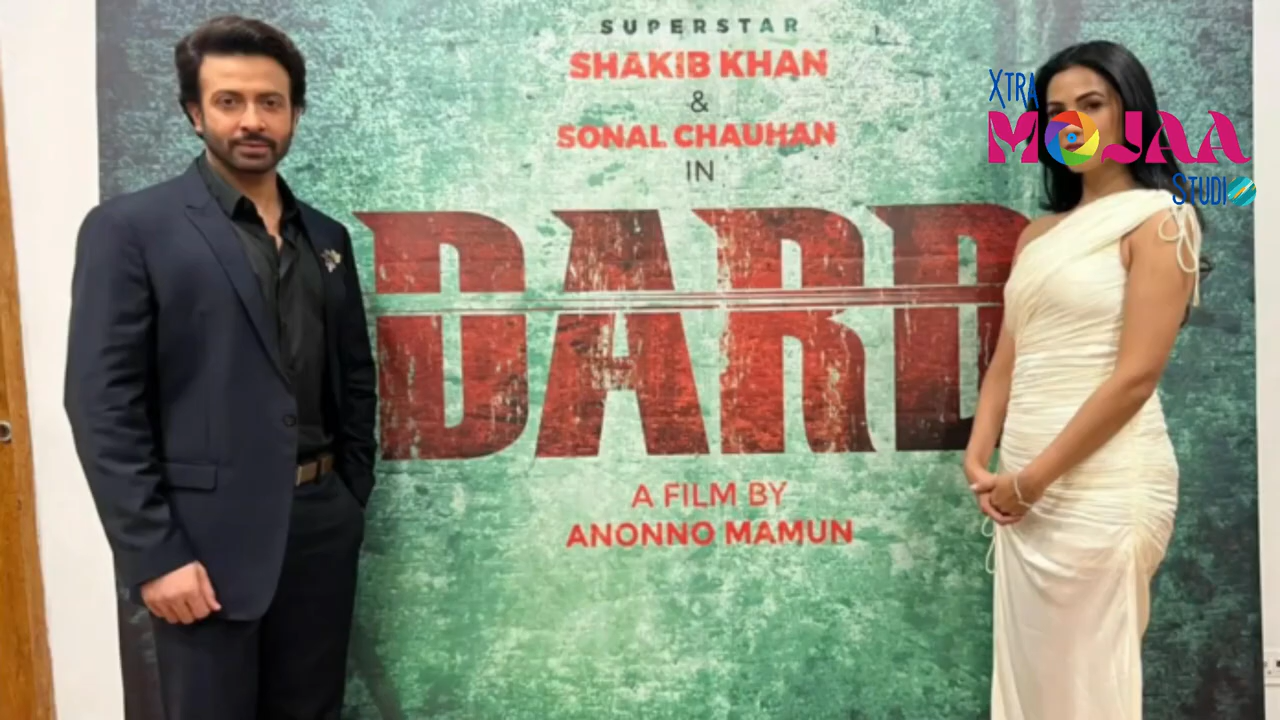 SUPERSTAR
SHAKIB KHAN
&
SONAL CHAUHAN
IN
DARD
A FILM BY
ANONNO MAMUN
XTRA
MOJAA
STUDIO